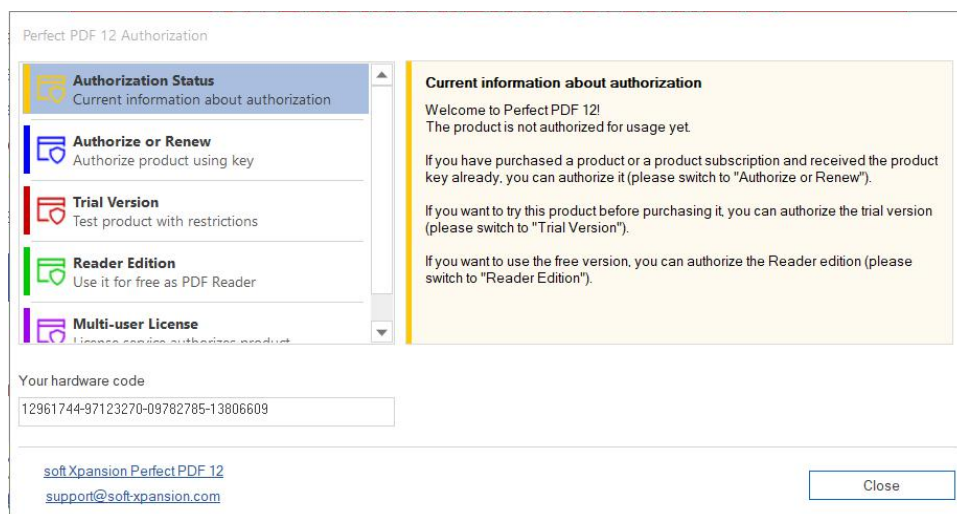 Perfect PDF 12 Authorization
Authorization Status
Current information about authorization
Authorize or Renew
Authorize product using key
Trial Version
Test product with restrictions
Reader Edition
Use it for free as PDF Reader
Multi-user License
License service authorizes product
Current information about authorization
Welcome to Perfect PDF 12!
The product is not authorized for usage yet.
If you have purchased a product or a product subscription and received the product
key already, you can authorize it (please switch to "Authorize or Renew").
If you want to try this product before purchasing it, you can authorize the trial version
(please switch to "Trial Version").
If you want to use the free version, you can authorize the Reader edition (please
switch to "Reader Edition").
Your hardware code
12961744-97123270-09782785-13806609
soft Xpansion Perfect PDF 12
support@soft-xpansion.com
Close